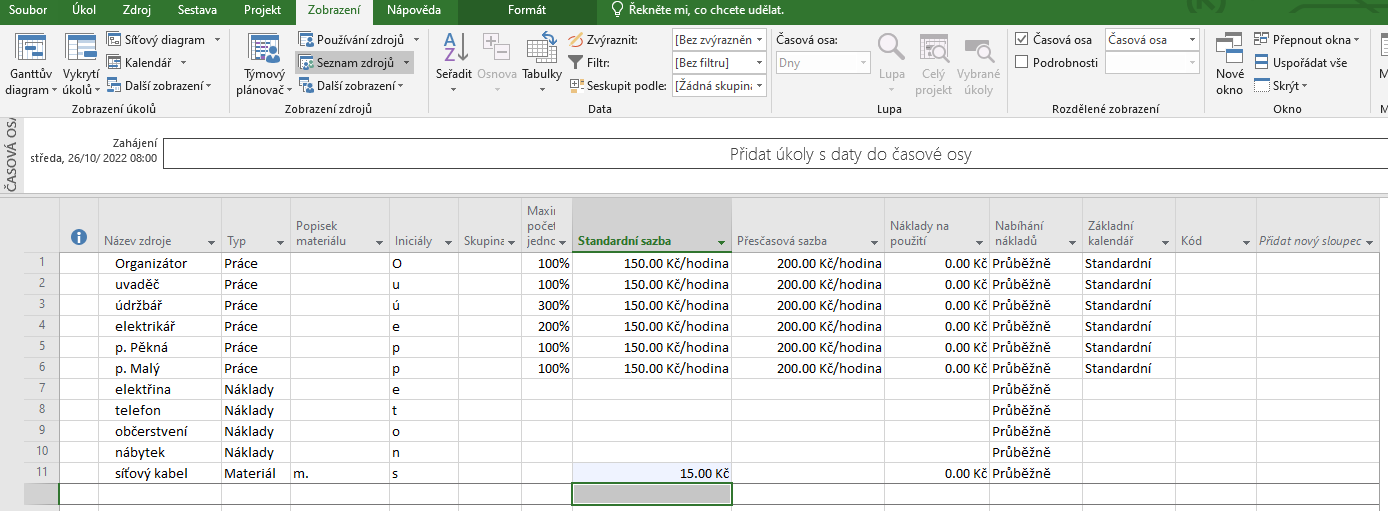 Soubor Úkol Zdroj Sestava Projekt Zobrazení Nápověda Formát Řekněte mi, co chcete udělat.
Ganttův diagram
Vykrytí úkolů
Síťový diagram
Kalendář
Další zobrazení
Zobrazení úkolů
Týmový plánovač
Používání zdrojů
Seznam zdrojů
Další zobrazení
Zobrazení zdrojů
Seřadit
Osnova
Tabulky
Zvýraznit: [Bez zvýrazněn
Filtr: [Bez filtru]
Seskupit podle: [Žádná skupina
Data
Časová osa:
Dny
Lupa
Celý projekt
Vybrané úkoly
Lupa
Časová osa Časová osa
Podrobnosti
Rozdělené zobrazení
Nové okno
Přepnout okna
Uspořádat vše
Skrýt
Okno
ČASOVÁ OSA
Zahájení
středa, 26/10/ 2022 08:00
Přidat úkoly s daty do časové osy
Název zdroje Typ Popisek materiálu Iniciály Skupina Maxim počet jedno Standardní sazba Přesčasová sazba Náklady na použití Nabíhání nákladů Základní kalendář Kód Přidat nový sloupec
1 Organizátor Práce O 100% 150.00 Kč/hodina 200.00 Kč/hodina 0.00 Kč Průběžně Standardní
2 uvaděč Práce u 100% 150.00 Kč/hodina 200.00 Kč/hodina 0.00 Kč Průběžně Standardní
3 údržbář Práce ú 300% 150.00 Kč/hodina 200.00 Kč/hodina 0.00 Kč Průběžně Standardní
4 elektrikář Práce e 200% 150.00 Kč/hodina 200.00 Kč/hodina 0.00 Kč Průběžně Standardní
5 p. Pěkná Práce p 100% 150.00 Kč/hodina 200.00 Kč/hodina 0.00 Kč Průběžně Standardní
6 p. Malý Práce p 100% 150.00 Kč/hodina 200.00 Kč/hodina 0.00 Kč Průběžně Standardní
7 elektřina Náklady e Průběžně
8 telefon Náklady t Průběžně
9 občerstvení Náklady o Průběžně
10 nábytek Náklady n Průběžně
11 síťový kabel Materiál m. s 15.00 Kč 0.00 Kč Průběžně